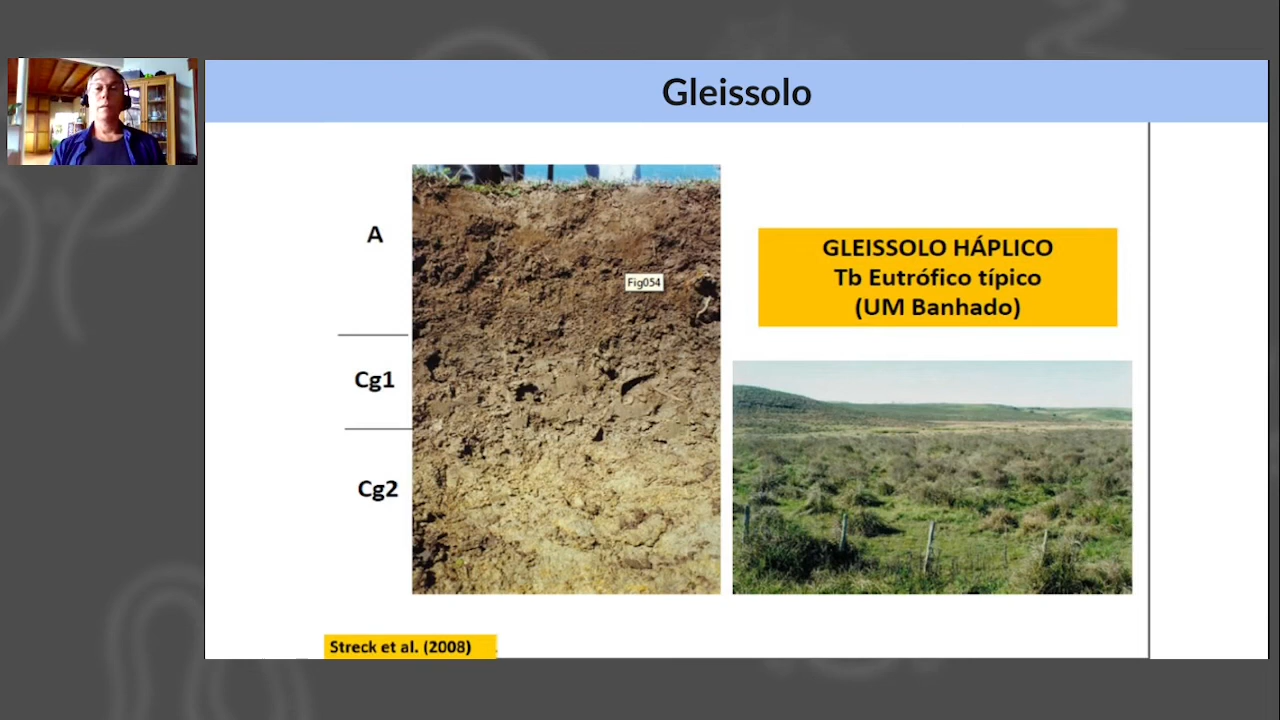 Gleissolo
A
Fig054
Cg1
Cg2
GLEISSOLO HÁPLICO
Tb Eutrófico típico
(UM Banhado)
Streck et al. (2008)